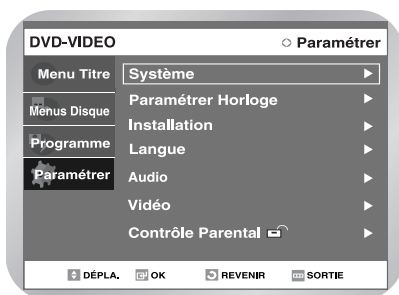 DVD-VIDEO Paramétrer
Menu Titre
Menus Disque
Programme
Paramétrer
Système
Paramétrer Horloge
Installation
Langue
Audio
Vidéo
Contrôle Parental
DÉPLA. OK REVENIR SORTIE